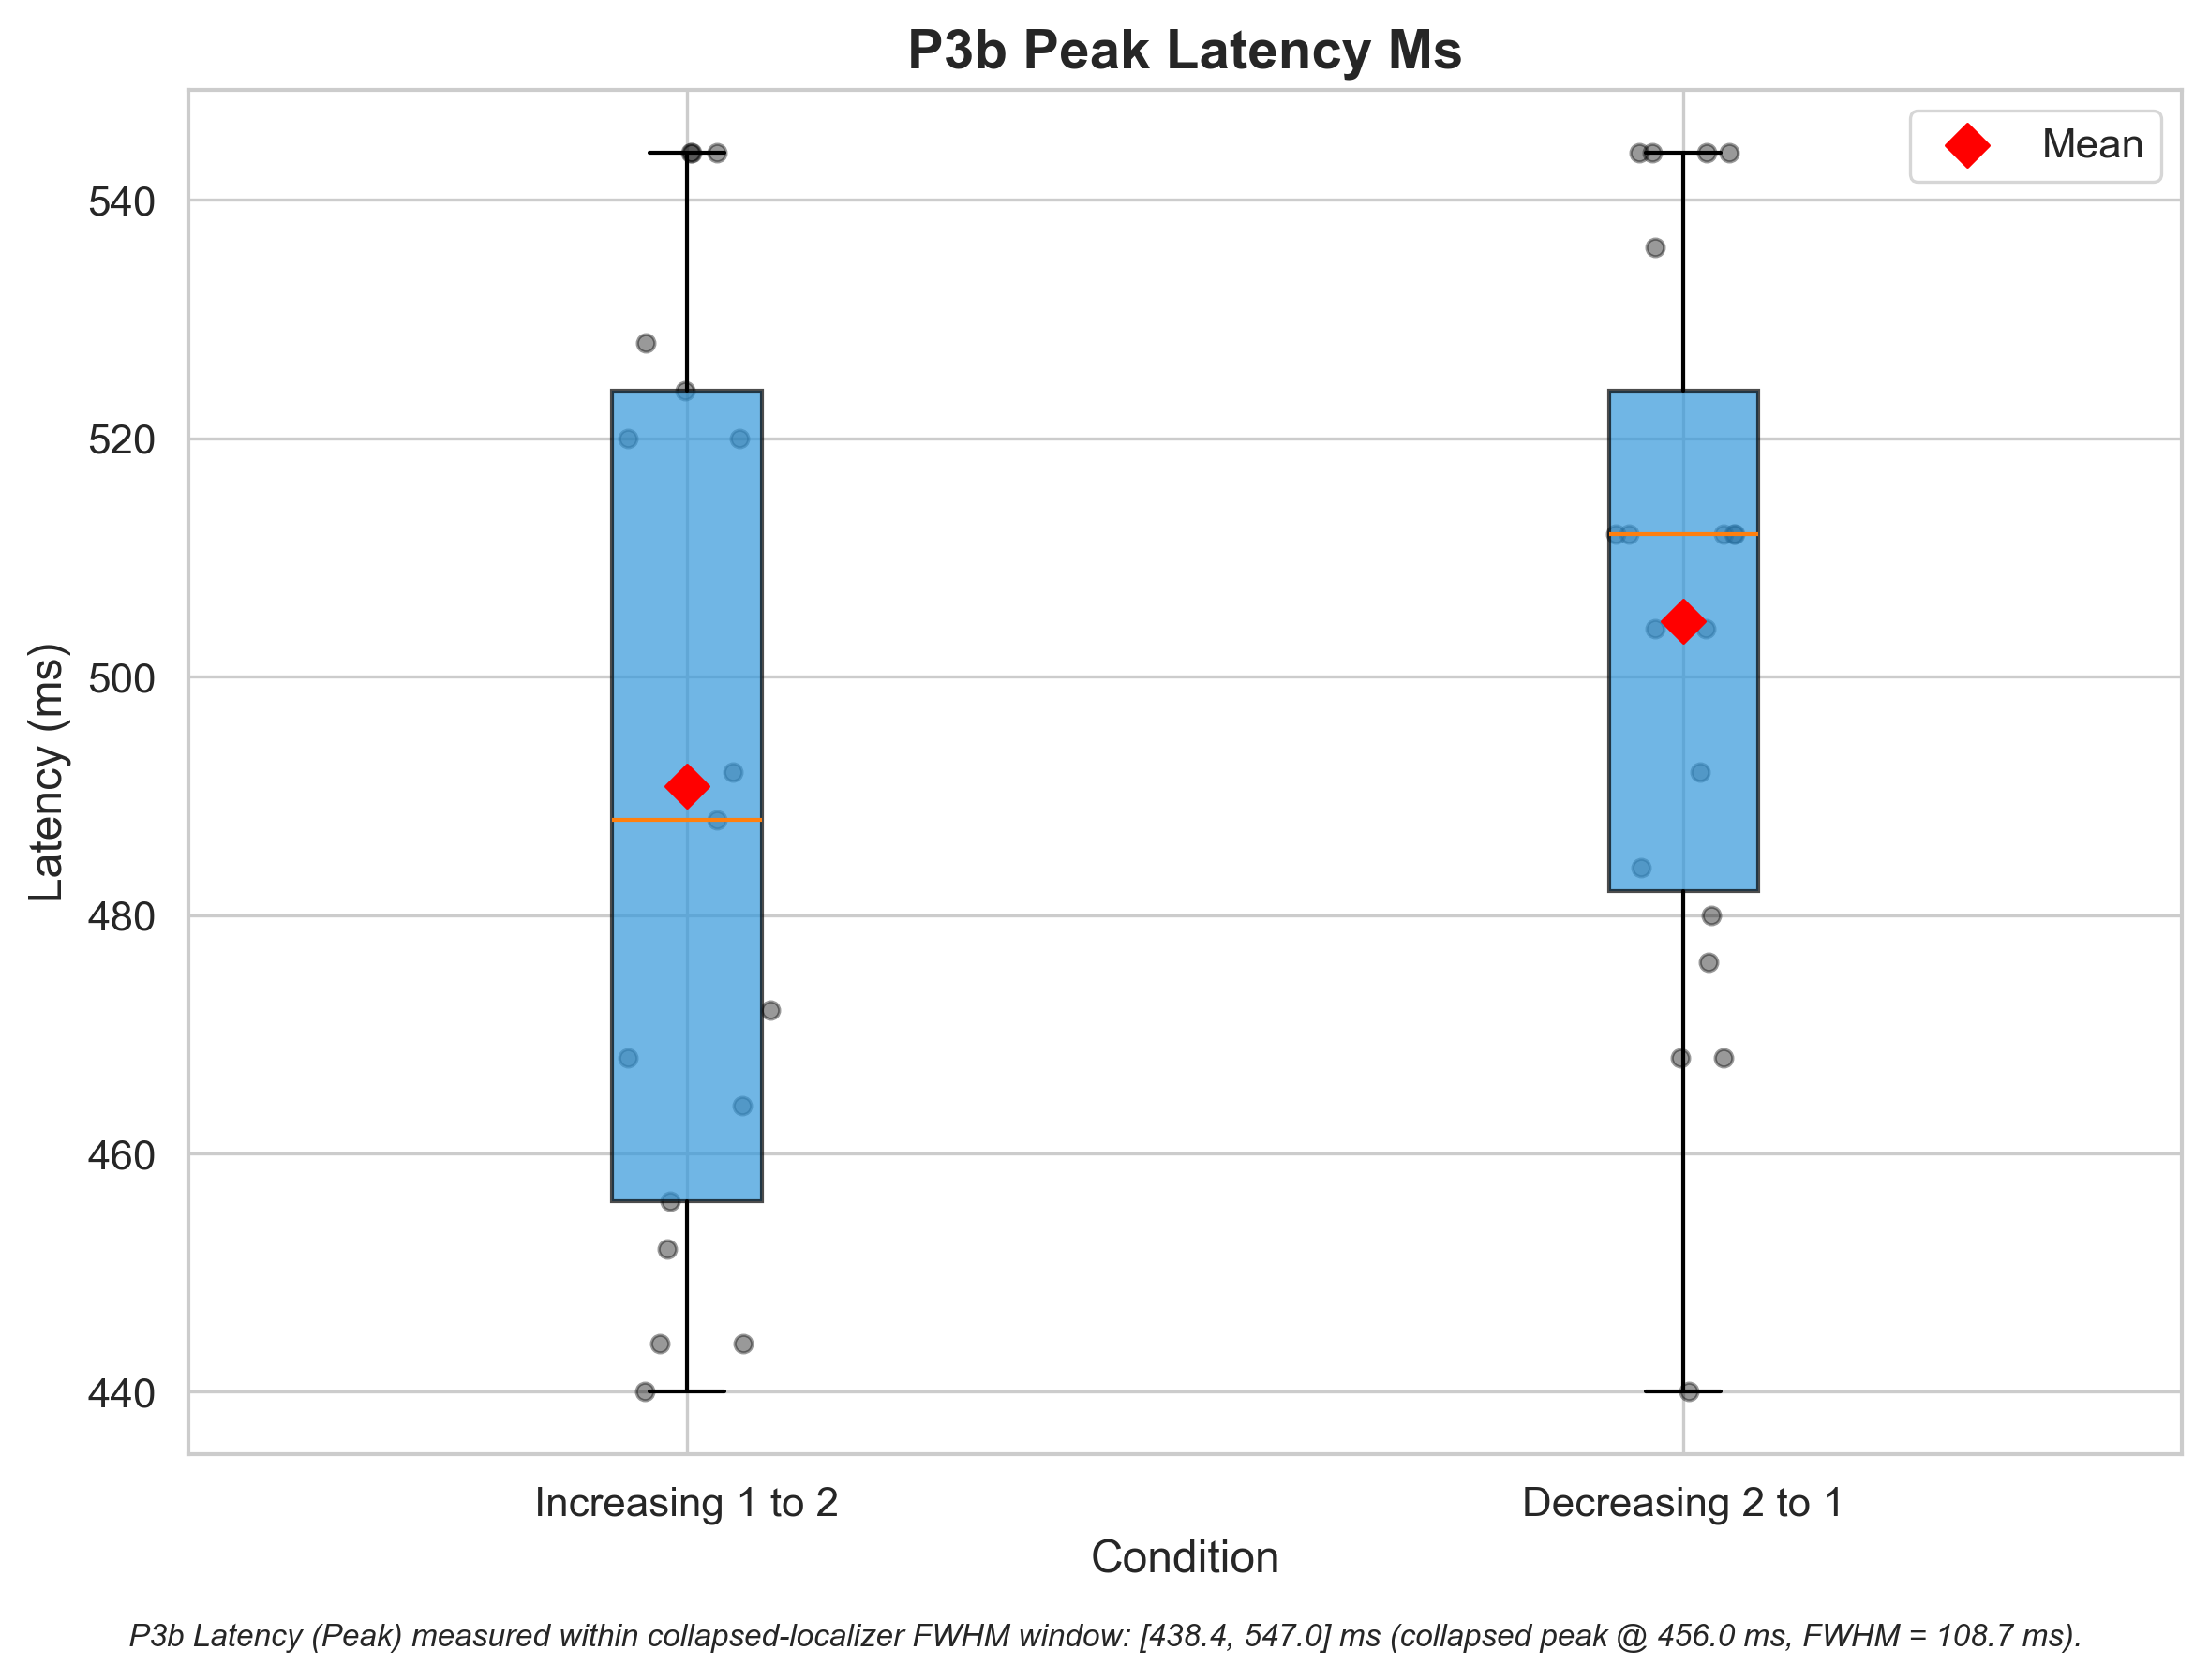 P3b Peak Latency Ms
Mean
540
520
500
480
460
440
Latency (ms)
Increasing 1 to 2
Decreasing 2 to 1
Condition
P3b Latency (Peak) measured within collapsed-localizer FWHM window: [438.4, 547.0] ms (collapsed peak @ 456.0 ms, FWHM = 108.7 ms).